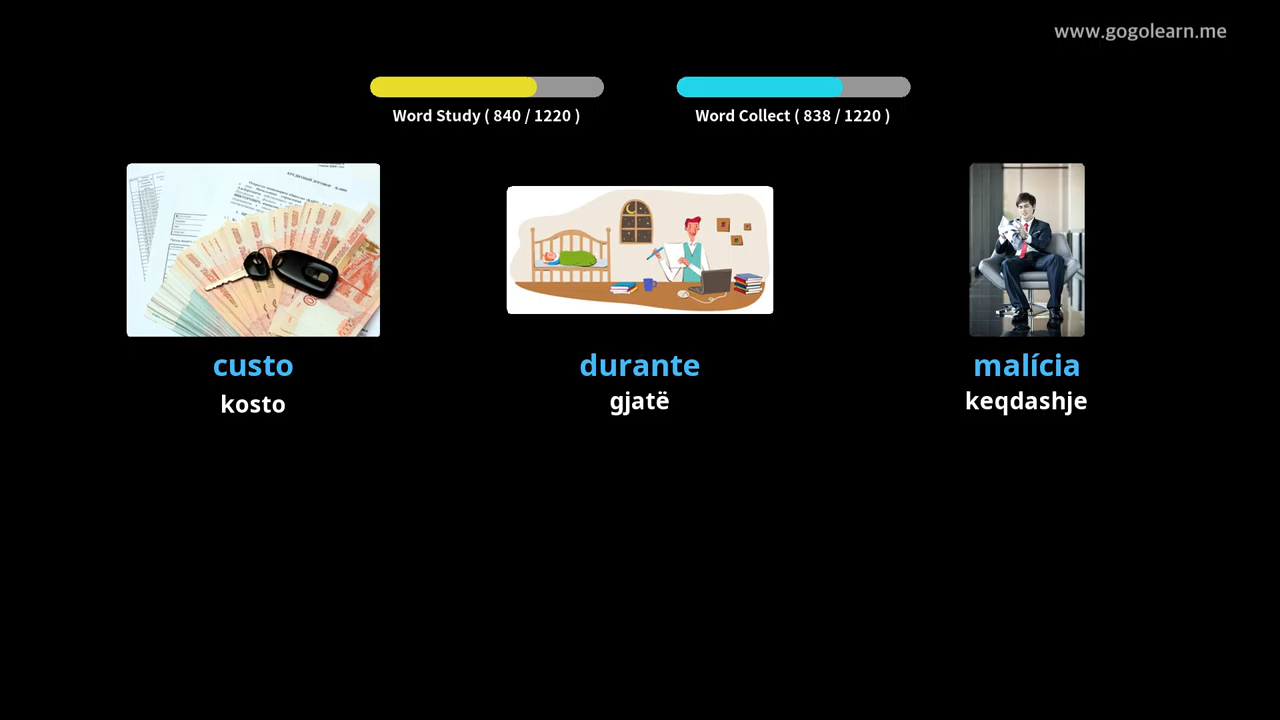 www.gogolearn.me
Word Study ( 840 / 1220 )
Word Collect ( 838 / 1220 )
custo
kosto
durante
gjatë
malícia
keqdashje